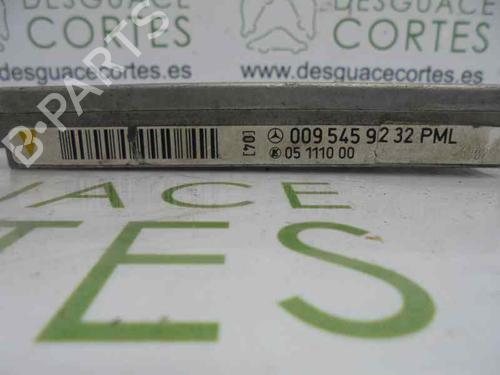 DESGUACE
CORTES
www.desguacecortes.es
DESGUACE
CORTES
www.desguacecortes.es
B-PARTS
[04]
009 545 92 32 PML
05 1110 00